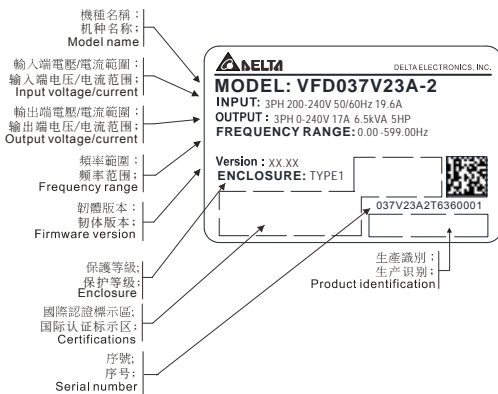 機種名稱；
机种名称；
Model name
輸入端電壓/電流範圍；
输入端电压/电流范围；
Input voltage/current
輸出端電壓/電流範圍；
输出端电压/电流范围；
Output voltage/current
頻率範圍；
频率范围；
Frequency range
韌體版本；
韧体版本；
Firmware version
保護等級;
保护等级;
Enclosure
國際認證標示區;
国际认证标示区;
Certifications
序號;
序号;
Serial number
DELTA
DELTA ELECTRONICS, INC.
MODEL: VFD037V23A-2
INPUT: 3PH 200-240V 50/60Hz 19.6A
OUTPUT : 3PH 0-240V 17A 6.5kVA 5HP
FREQUENCY RANGE: 0.00 -599.00Hz
Version : XX.XX
ENCLOSURE: TYPE1
037V23A2T6360001
生產識別；
生产识别；
Product identification